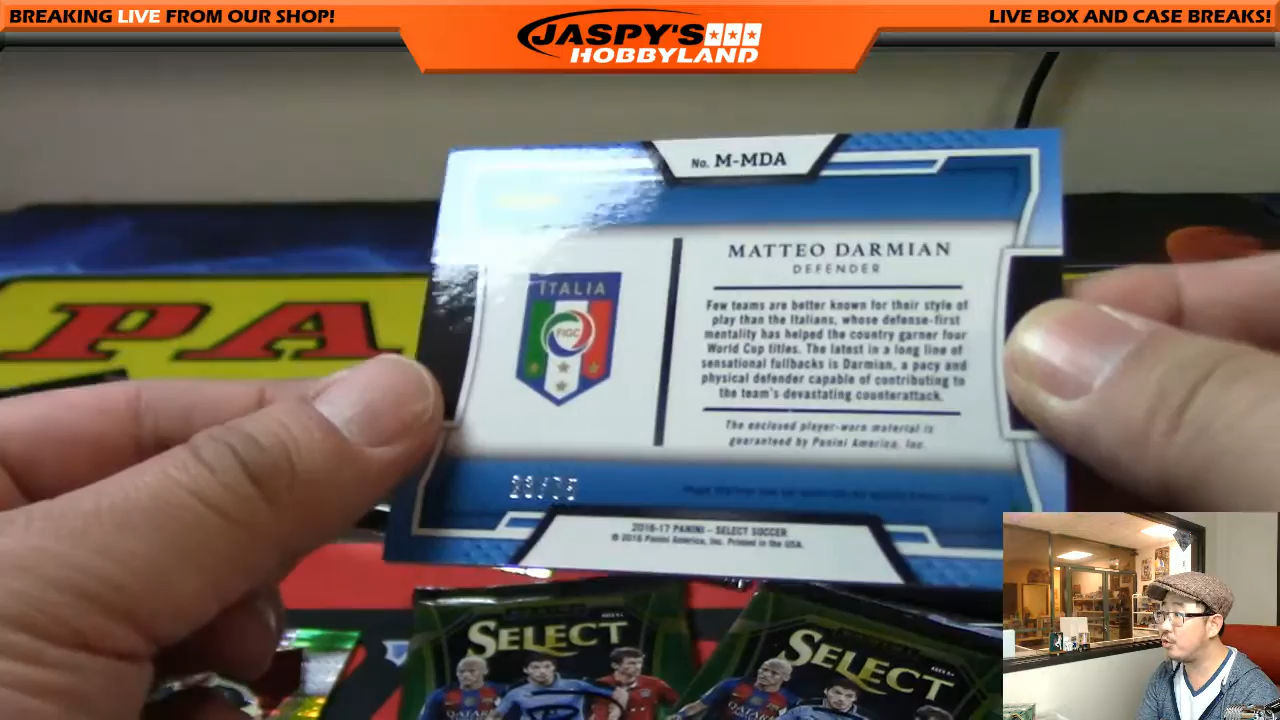 BREAKING LIVE FROM OUR SHOP!
JASPY'S
HOBBYLAND
LIVE BOX AND CASE BREAKS!
No. M-MDA
MATTEO DARMIAN
DEFENDER
Few teams are better known for their style of
play than the Italians, whose defense-first
mentality has helped the country garner four
World Cup titles. The latest in a long line of
sensational fullbacks is Darmian, a pacy and
physical defender capable of contributing to
the team's devastating counterattack.
The enclosed player-worn material is
guaranteed by Panini America, Inc.
ITALIA
FIGC
/75
2016-17 PANINI - SELECT SOCCER
© 2016 Panini America, Inc. Printed in the USA.
PA
SELECT
SELECT